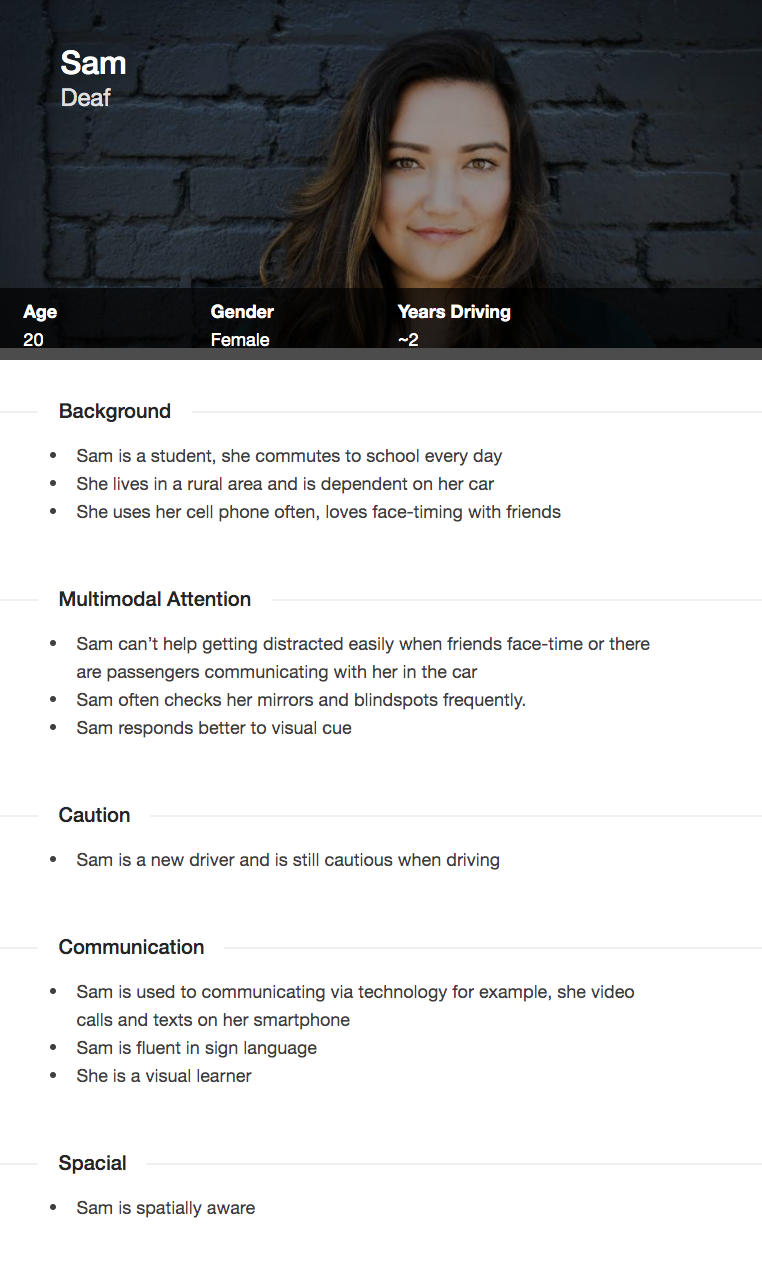 Sam
Deaf
Age
Gender
Years Driving
20
Female
~2
Background
• Sam is a student, she commutes to school every day
• She lives in a rural area and is dependent on her car
• She uses her cell phone often, loves face-timing with friends
Multimodal Attention
• Sam can’t help getting distracted easily when friends face-time or there
are passengers communicating with her in the car
• Sam often checks her mirrors and blindspots frequently.
• Sam responds better to visual cue
Caution
• Sam is a new driver and is still cautious when driving
Communication
• Sam is used to communicating via technology for example, she video
calls and texts on her smartphone
• Sam is fluent in sign language
• She is a visual learner
Spacial
• Sam is spatially aware